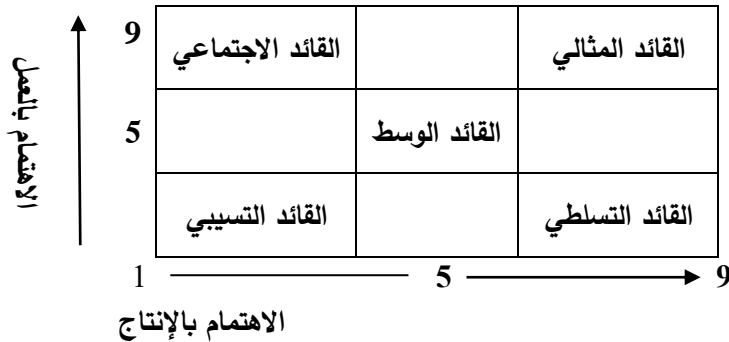 9
القائد المثالي
القائد الاجتماعي
5
القائد الوسط
القائد التسلطي
القائد التسيبي
الاهتمام بالعمل
1
5
9
الاهتمام بالإنتاج